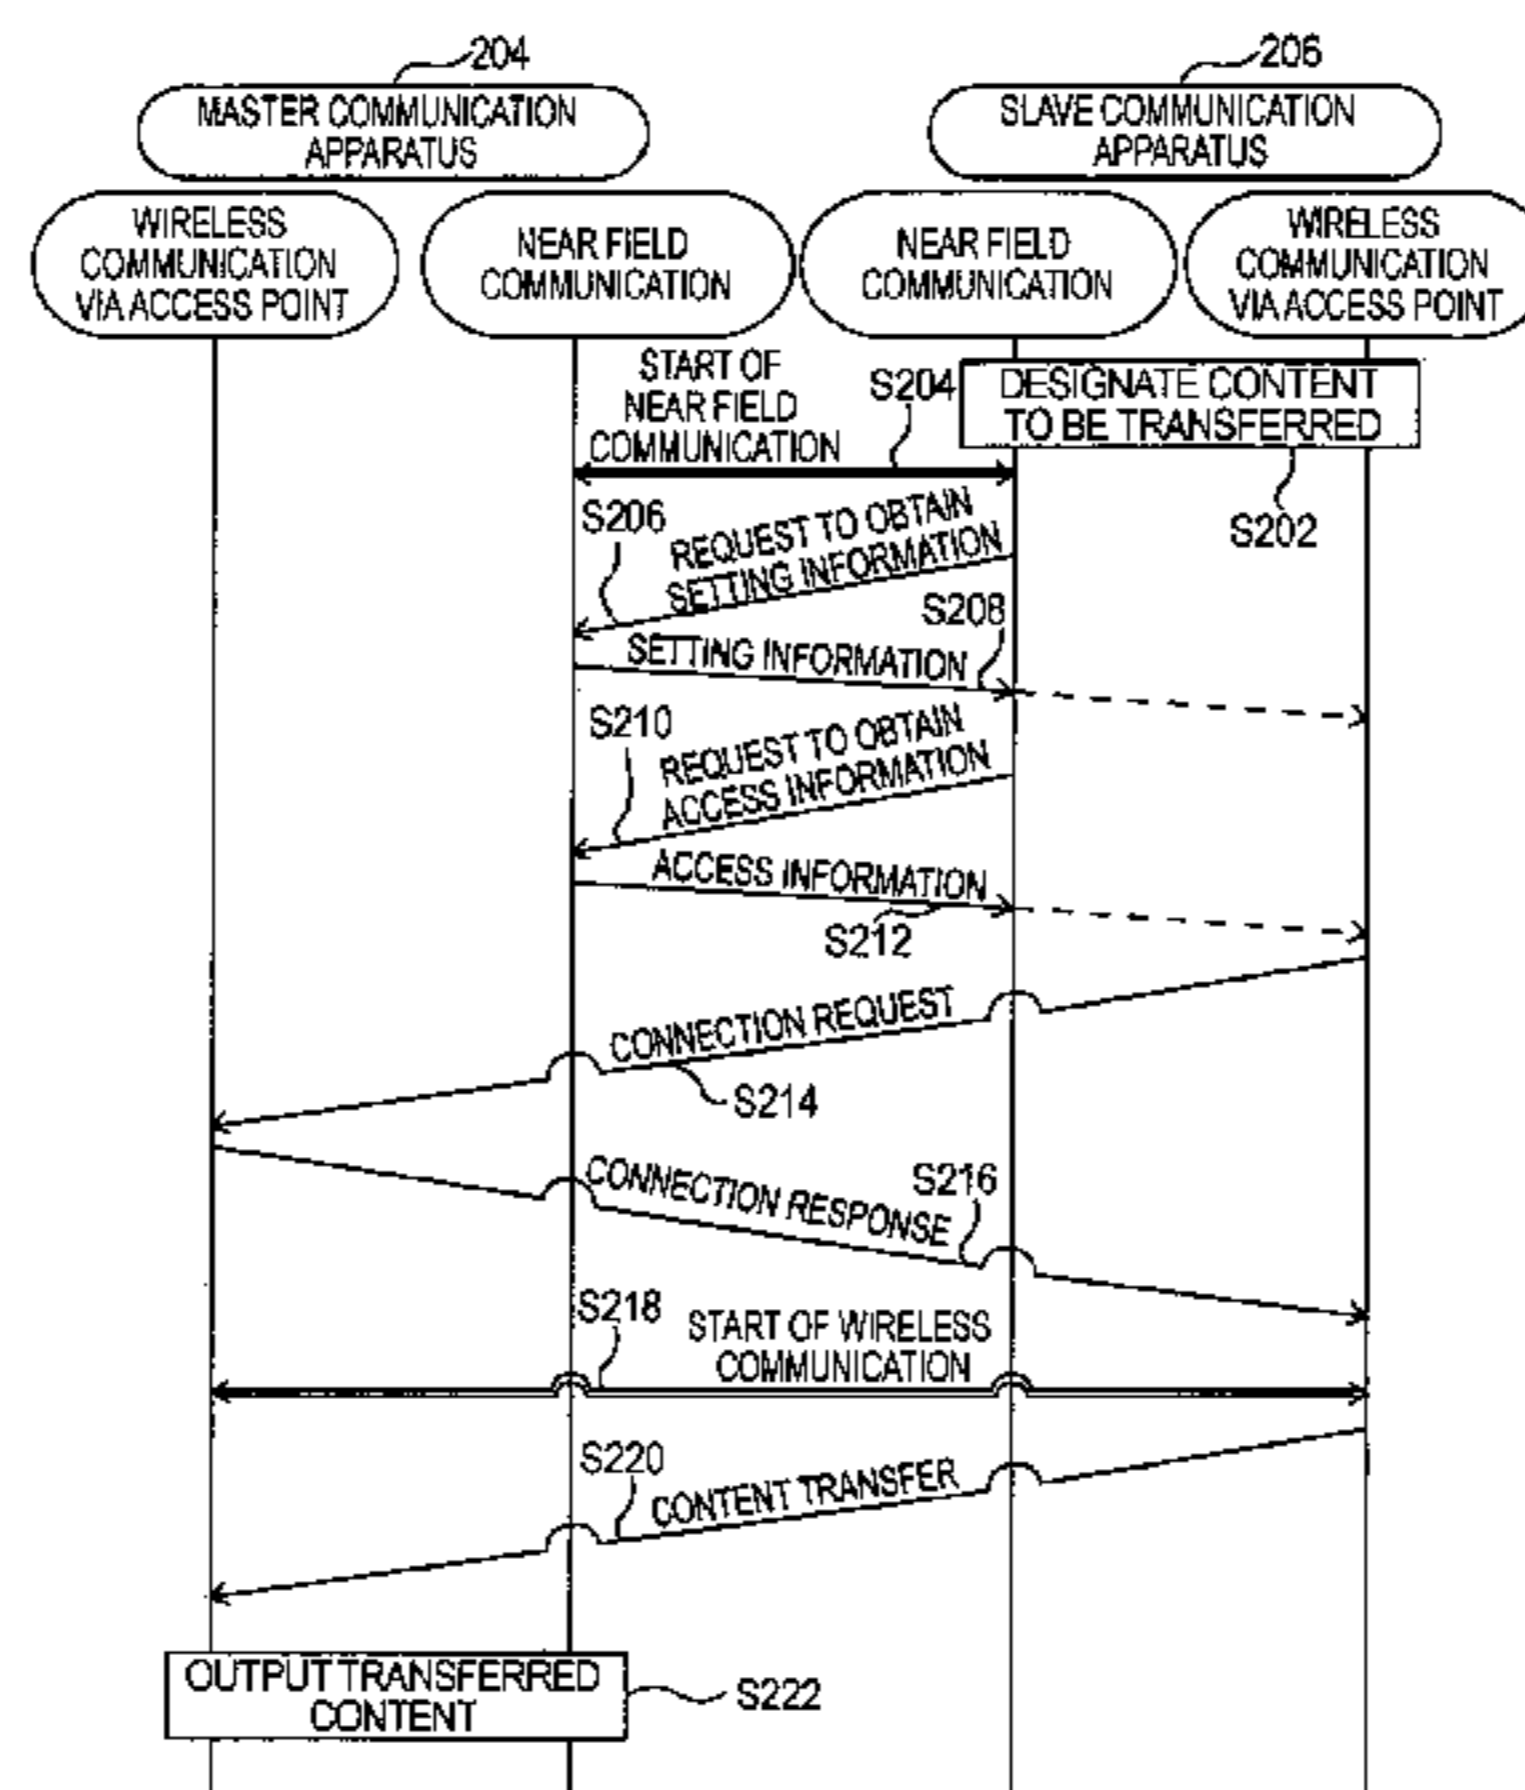 204
206
MASTER COMMUNICATION
APPARATUS
SLAVE COMMUNICATION
APPARATUS
WIRELESS
COMMUNICATION
VIA ACCESS POINT
NEAR FIELD
COMMUNICATION
NEAR FIELD
COMMUNICATION
WIRELESS
COMMUNICATION
VIA ACCESS POINT
START OF
NEAR FIELD
COMMUNICATION
S204
DESIGNATE CONTENT
TO BE TRANSFERRED
S202
S206
REQUEST TO OBTAIN
SETTING INFORMATION
S208
SETTING INFORMATION
S210
REQUEST TO OBTAIN
ACCESS INFORMATION
ACCESS INFORMATION
S212
CONNECTION REQUEST
S214
CONNECTION RESPONSE
S216
S218
START OF WIRELESS
COMMUNICATION
S220
CONTENT TRANSFER
OUTPUT TRANSFERRED
CONTENT
S222